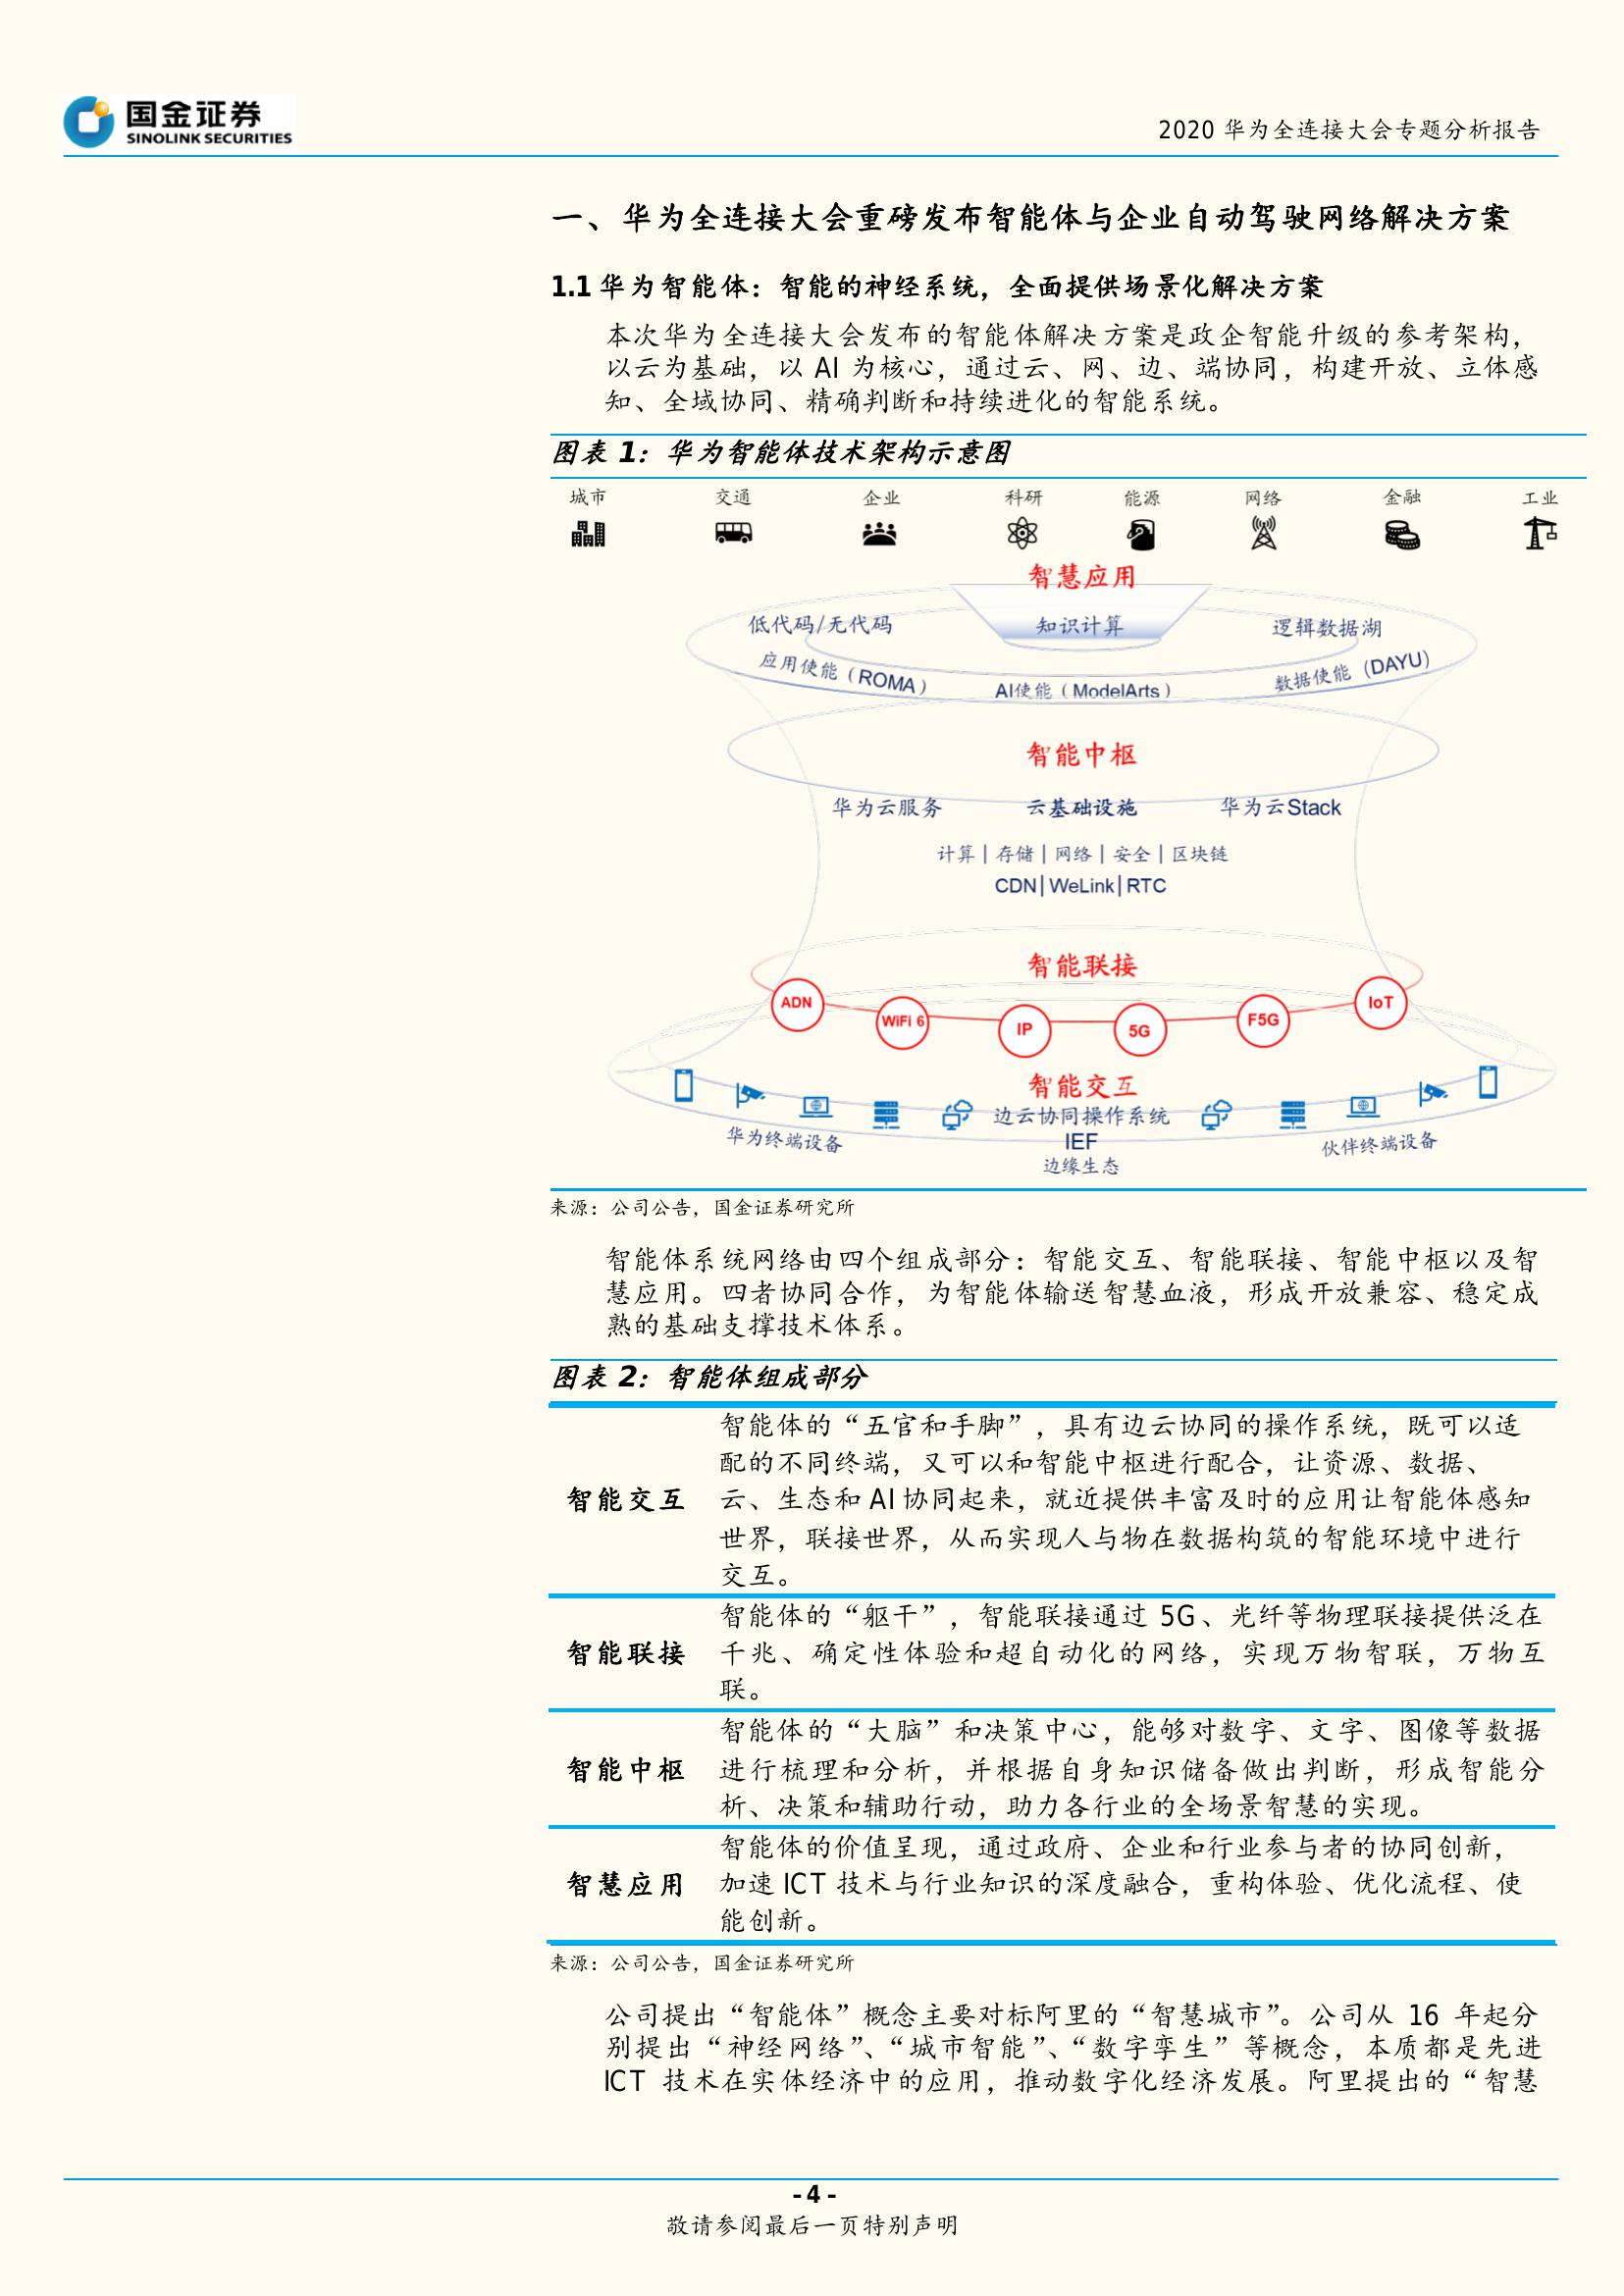 国金证券
SINOLINK SECURITIES
2020 华为全连接大会专题分析报告
一、华为全连接大会重磅发布智能体与企业自动驾驶网络解决方案
1.1 华为智能体：智能的神经系统，全面提供场景化解决方案
本次华为全连接大会发布的智能体解决方案是政企智能升级的参考架构，
以云为基础，以 AI 为核心，通过云、网、边、端协同，构建开放、立体感
知、全域协同、精确判断和持续进化的智能系统。
图表 1：华为智能体技术架构示意图
城市 交通 企业 科研 能源 网络 金融 工业
智慧应用
低代码/无代码 知识计算 逻辑数据湖
应用使能（ROMA） AI使能（ModelArts） 数据使能（DAYU）
智能中枢
华为云服务 云基础设施 华为云Stack
计算|存储|网络|安全|区块链
CDN|WeLink|RTC
智能联接
ADN WiFi 6 IP 5G F5G IoT
智能交互
边云协同操作系统
华为终端设备 IEF 伙伴终端设备
边缘生态
来源：公司公告，国金证券研究所
智能体系统网络由四个组成部分：智能交互、智能联接、智能中枢以及智
慧应用。四者协同合作，为智能体输送智慧血液，形成开放兼容、稳定成
熟的基础支撑技术体系。
图表 2：智能体组成部分
智能体的“五官和手脚”，具有边云协同的操作系统，既可以适
配的不同终端，又可以和智能中枢进行配合，让资源、数据、
智能交互 云、生态和 AI 协同起来，就近提供丰富及时的应用让智能体感知
世界，联接世界，从而实现人与物在数据构筑的智能环境中进行
交互。
智能体的“躯干”，智能联接通过 5G、光纤等物理联接提供泛在
智能联接 千兆、确定性体验和超自动化的网络，实现万物智联，万物互
联。
智能体的“大脑”和决策中心，能够对数字、文字、图像等数据
智能中枢 进行梳理和分析，并根据自身知识储备做出判断，形成智能分
析、决策和辅助行动，助力各行业的全场景智慧的实现。
智能体的价值呈现，通过政府、企业和行业参与者的协同创新，
智慧应用 加速 ICT 技术与行业知识的深度融合，重构体验、优化流程、使
能创新。
来源：公司公告，国金证券研究所
公司提出“智能体”概念主要对标阿里的“智慧城市”。公司从 16 年起分
别提出“神经网络”、“城市智能”、“数字孪生”等概念，本质都是先进
ICT 技术在实体经济中的应用，推动数字化经济发展。阿里提出的“智慧
- 4 -
敬请参阅最后一页特别声明